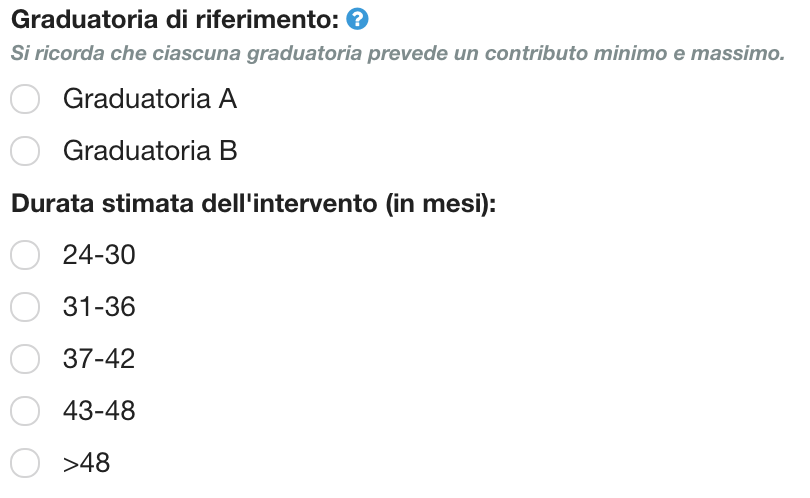 Graduatoria di riferimento: ?
Si ricorda che ciascuna graduatoria prevede un contributo minimo e massimo.
Graduatoria A
Graduatoria B
Durata stimata dell'intervento (in mesi):
24-30
31-36
37-42
43-48
>48